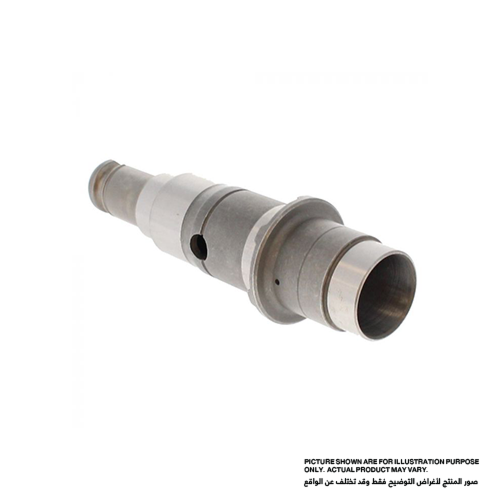 PICTURE SHOWN ARE FOR ILLUSTRATION PURPOSE
ONLY. ACTUAL PRODUCT MAY VARY.
صور المنتج لأغراض التوضيح فقط وقد تختلف عن الواقع